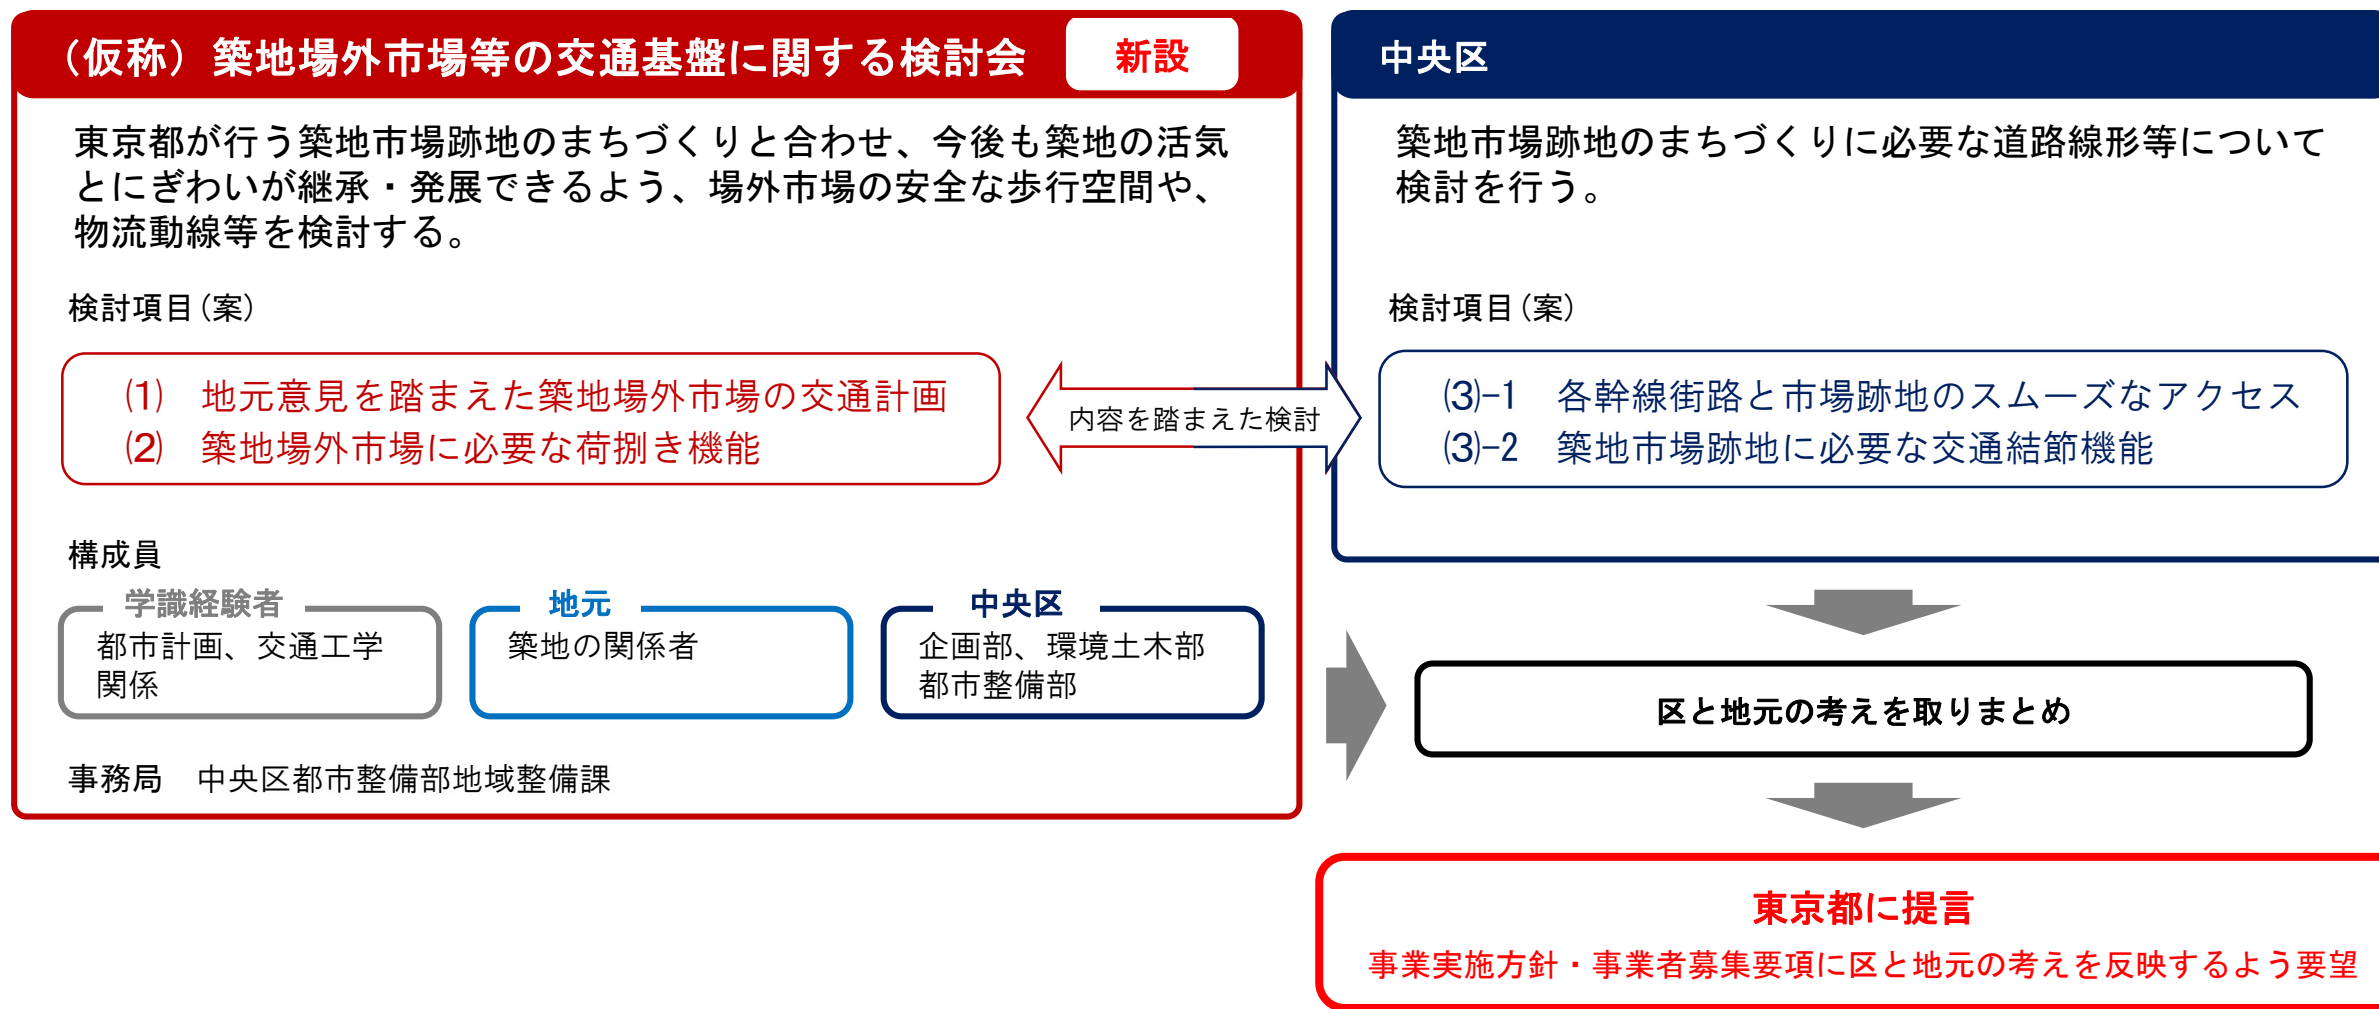 （仮称）築地場外市場等の交通基盤に関する検討会
新設
東京都が行う築地市場跡地のまちづくりと合わせ、今後も築地の活気
とにぎわいが継承・発展できるよう、場外市場の安全な歩行空間や、
物流動線等を検討する。
検討項目(案)
⑴　地元意見を踏まえた築地場外市場の交通計画
⑵　築地場外市場に必要な荷捌き機能
内容を踏まえた検討
構成員
学識経験者
都市計画、交通工学
関係
地元
築地の関係者
中央区
企画部、環境土木部
都市整備部
事務局　中央区都市整備部地域整備課
中央区
築地市場跡地のまちづくりに必要な道路線形等について
検討を行う。
検討項目(案)
⑶-1　各幹線街路と市場跡地のスムーズなアクセス
⑶-2　築地市場跡地に必要な交通結節機能
区と地元の考えを取りまとめ
東京都に提言
事業実施方針・事業者募集要項に区と地元の考えを反映するよう要望